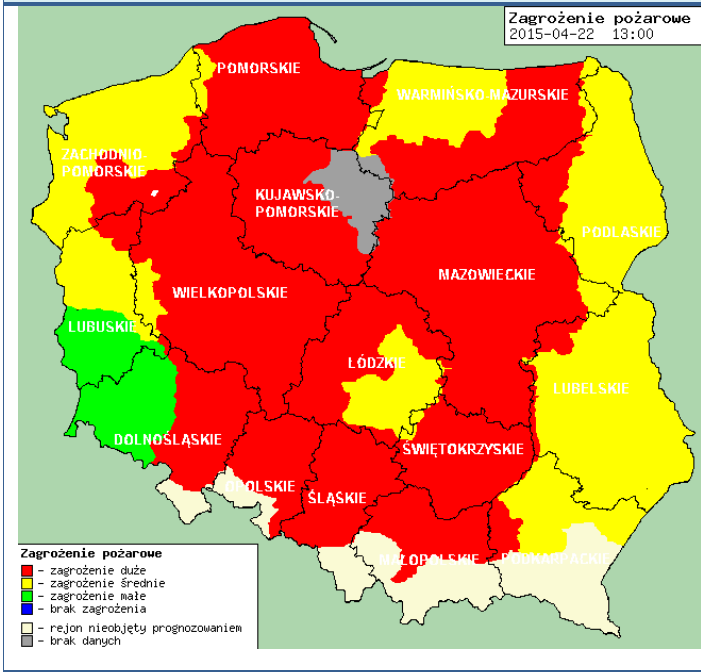 Zagrożenie pożarowe
2015-04-22 13:00
POMORSKIE
WARMIŃSKO-MAZURSKIE
ZACHODNIO-
POMORSKIE
KUJAWSKO-
POMORSKIE
PODLASKIE
MAZOWIECKIE
WIELKOPOLSKIE
LUBUSKIE
ŁÓDZKIE
LUBELSKIE
DOLNOŚLĄSKIE
ŚWIĘTOKRZYSKIE
OPOLSKIE
ŚLĄSKIE
MAŁOPOLSKIE
PODKARPACKIE
Zagrożenie pożarowe
– zagrożenie duże
– zagrożenie średnie
– zagrożenie małe
– brak zagrożenia
– rejon nieobjęty prognozowaniem
– brak danych